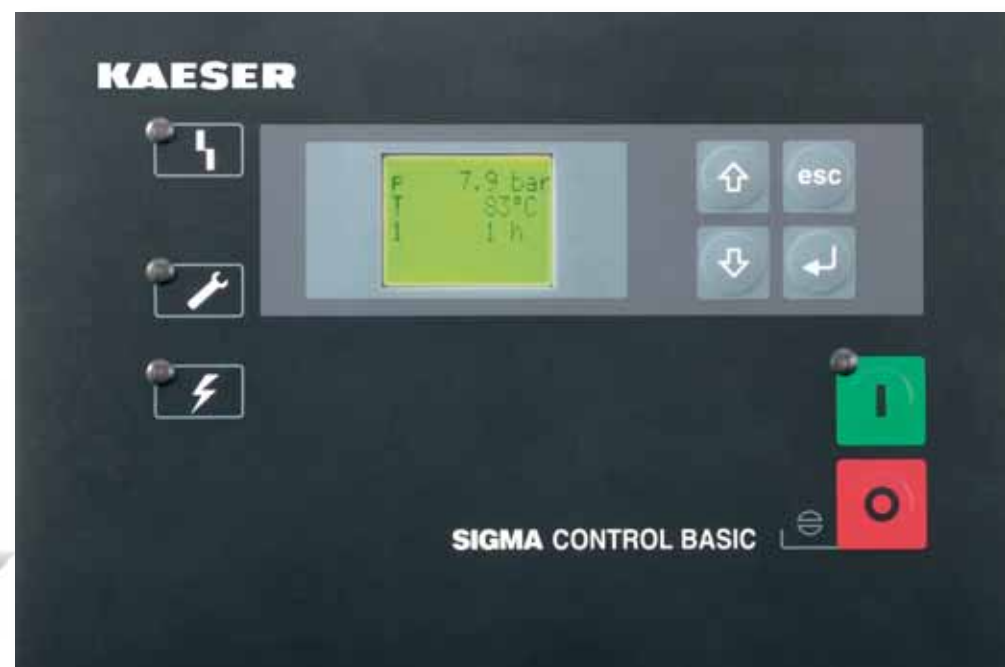 KAESER
P 7.9 bar
T 83°C
1 1 h
esc
I
O
SIGMA CONTROL BASIC